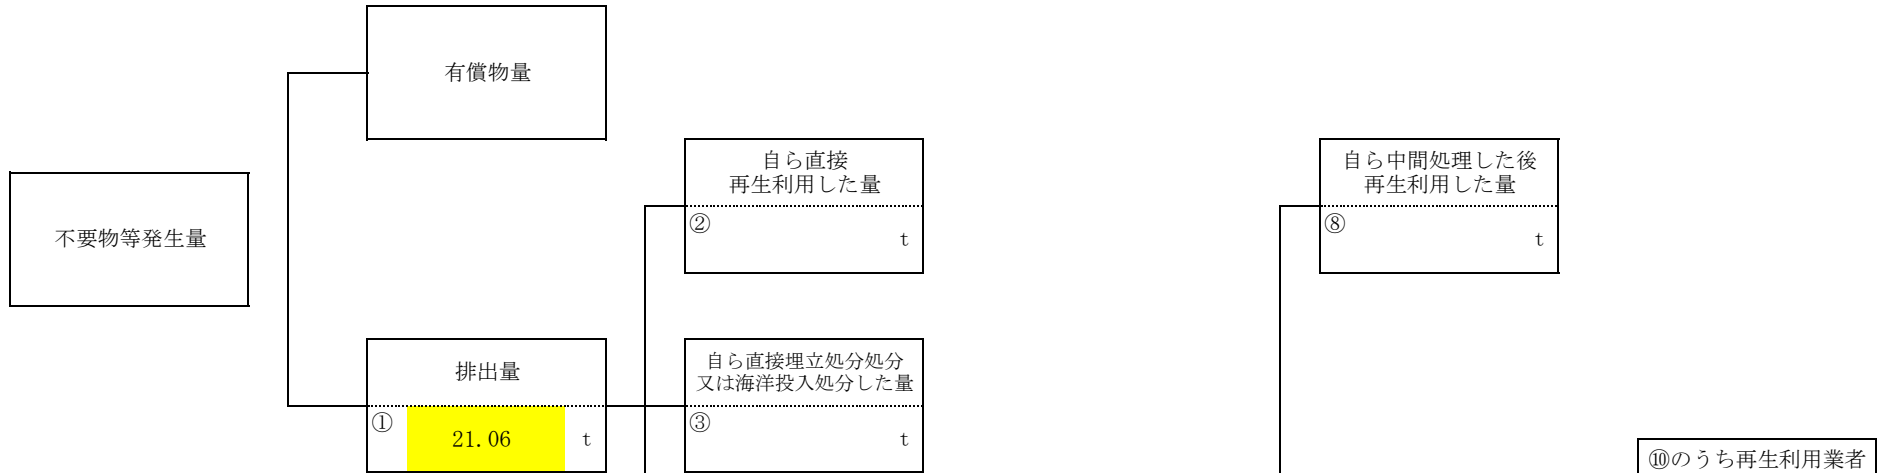 有償物量
自ら直接
再生利用した量
②
t
自ら中間処理した後
再生利用した量
⑧
t
不要物等発生量
排出量
①
21.06
t
自ら直接埋立処分処分
又は海洋投入処分した量
③
t
⑩のうち再生利用業者